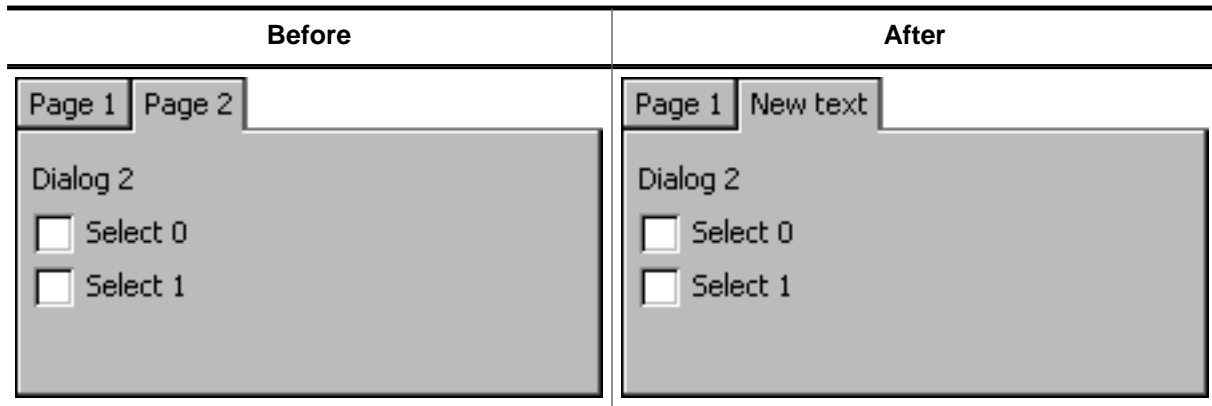 Before
After
Page 1 Page 2
Dialog 2
Select 0
Select 1
Page 1 New text
Dialog 2
Select 0
Select 1